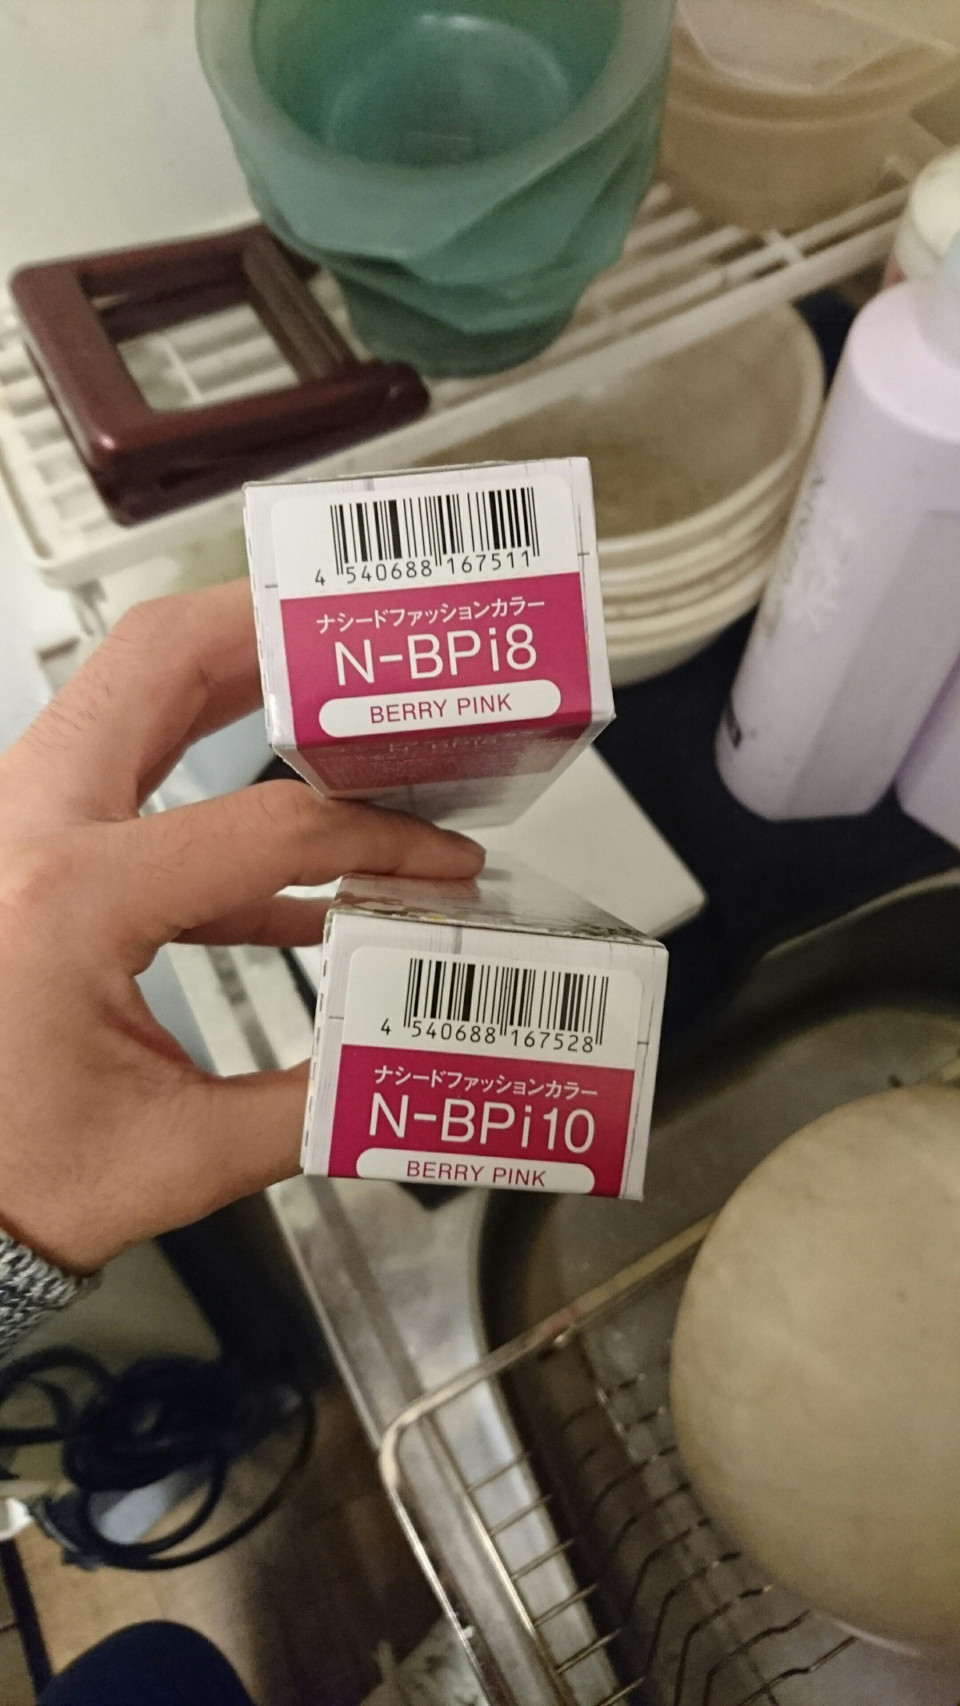 4 540688 167511
ナシードファッションカラー
N-BPi8
BERRY PINK
4 540688 167528
ナシードファッションカラー
N-BPi10
BERRY PINK